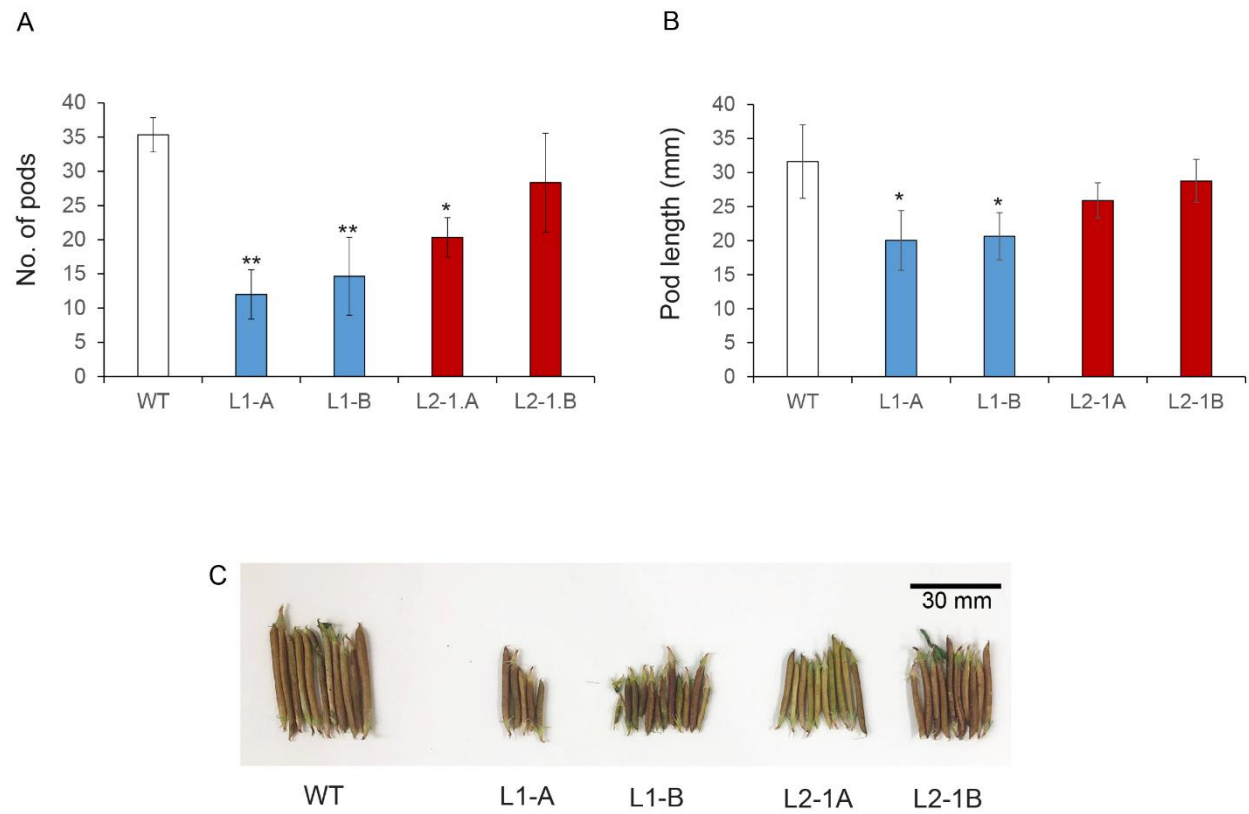 A
B
No. of pods
40
35
30
25
20
15
10
5
0
**
**
*
WT
L1-A
L1-B
L2-1.A
L2-1.B
Pod length (mm)
40
35
30
25
20
15
10
5
0
*
*
WT
L1-A
L1-B
L2-1A
L2-1B
C
30 mm
WT
L1-A
L1-B
L2-1A
L2-1B